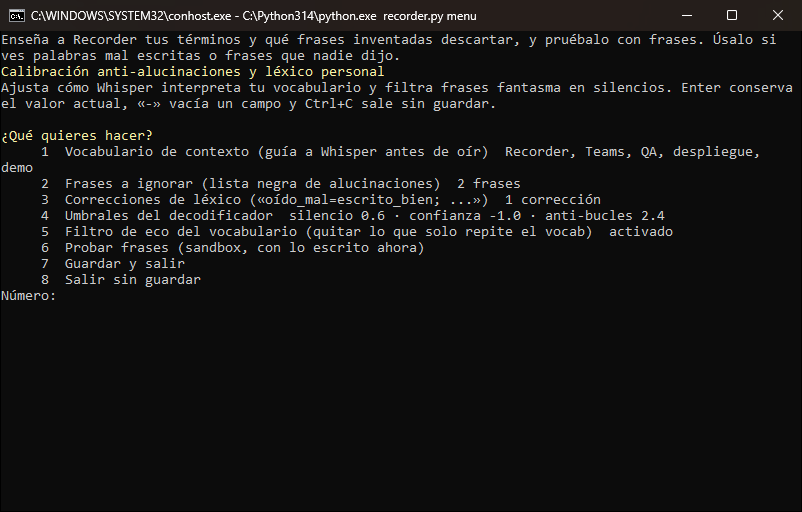 C:\WINDOWS\SYSTEM32\conhost.exe - C:\Python314\python.exe  recorder.py menu
Enseña a Recorder tus términos y qué frases inventadas descartar, y pruébalo con frases. Úsalo si
ves palabras mal escritas o frases que nadie dijo.
Calibración anti-alucinaciones y léxico personal
Ajusta cómo Whisper interpreta tu vocabulario y filtra frases fantasma en silencios. Enter conserva
el valor actual, «-» vacía un campo y Ctrl+C sale sin guardar.
¿Qué quieres hacer?
1  Vocabulario de contexto (guía a Whisper antes de oír)  Recorder, Teams, QA, despliegue,
demo
2  Frases a ignorar (lista negra de alucinaciones)  2 frases
3  Correcciones de léxico («oído_mal=escrito_bien; ...»)  1 corrección
4  Umbrales del decodificador  silencio 0.6 · confianza -1.0 · anti-bucles 2.4
5  Filtro de eco del vocabulario (quitar lo que solo repite el vocab)  activado
6  Probar frases (sandbox, con lo escrito ahora)
7  Guardar y salir
8  Salir sin guardar
Número: